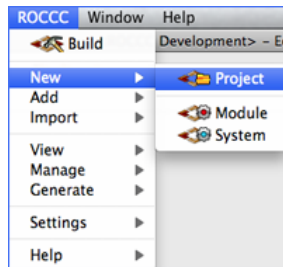 ROCCC Window Help
Build
Development> - E
New
Project
Add
Import
Module
System
View
Manage
Generate
Settings
Help